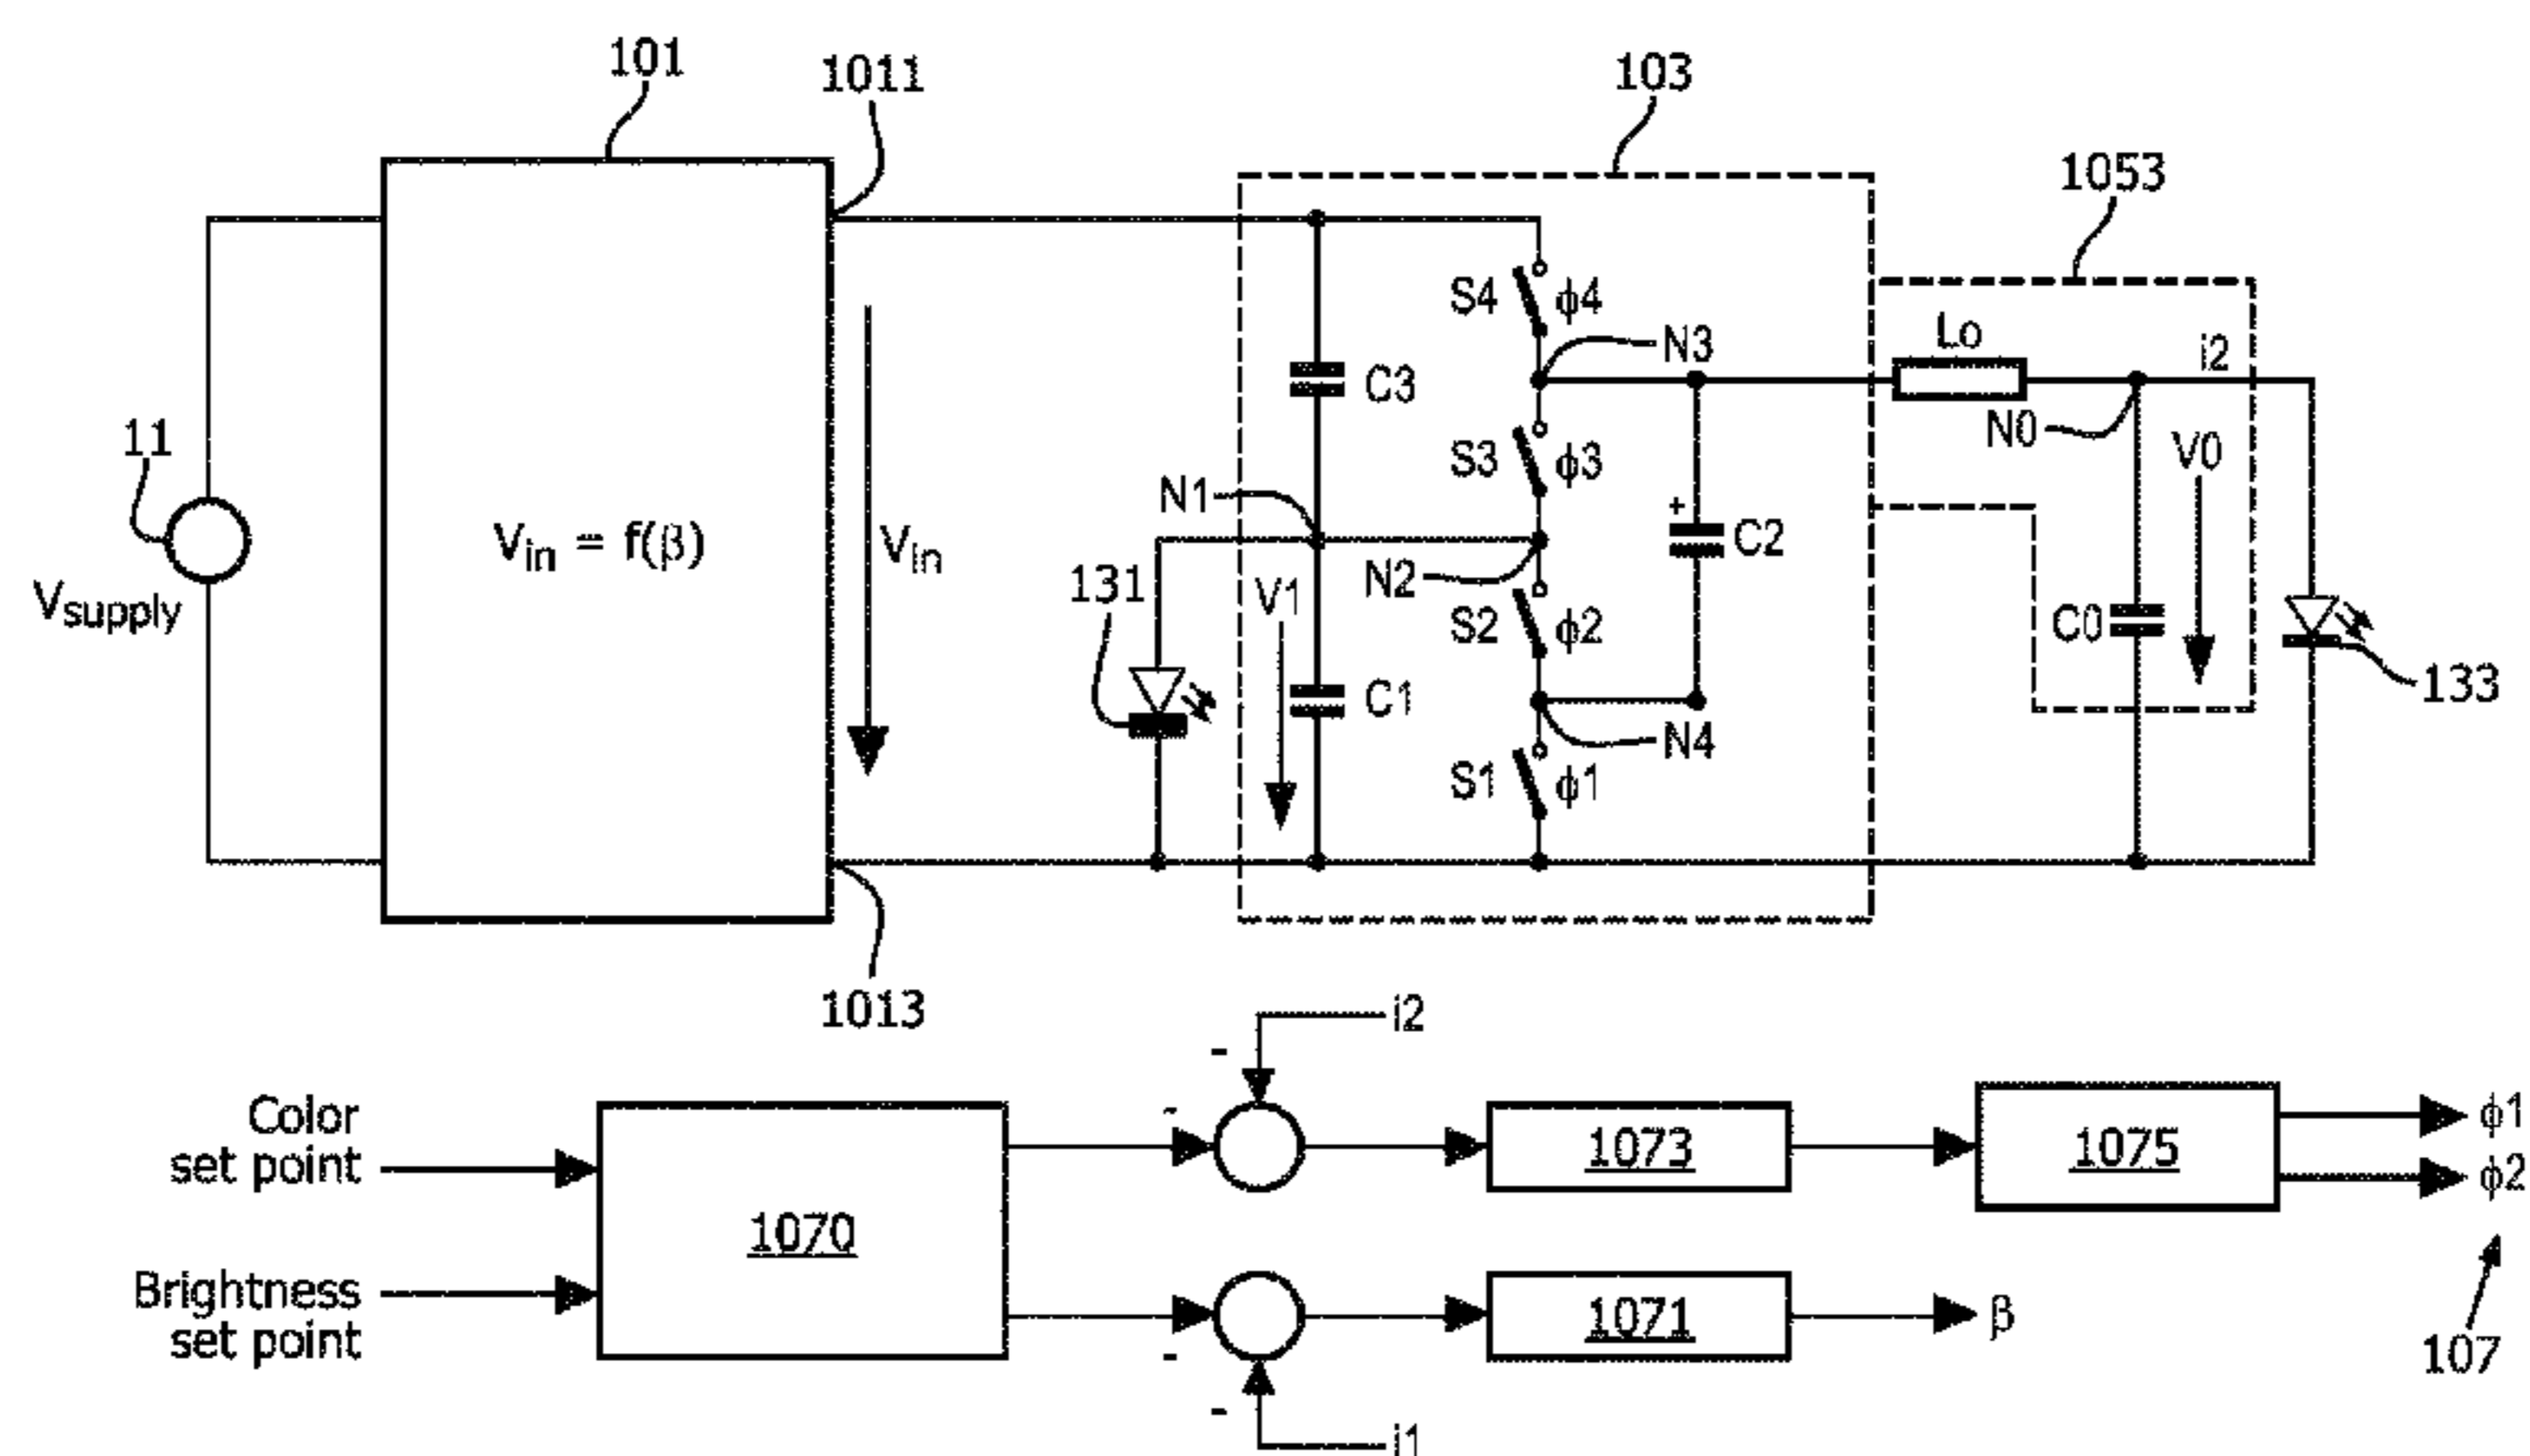 101
1011
103
1053
S4 ϕ4
N3
Lo
i2
C3
11
N0
V0
S3 ϕ3
N1
Vin = f(β)
Vin
C2
+
N2
131
V1
Vsupply
S2 ϕ2
C0
C1
133
N4
S1 ϕ1
1013
i2
-
Color
set point
-
1073
1075
ϕ1
ϕ2
1070
Brightness
set point
-
1071
β
107
-
i1